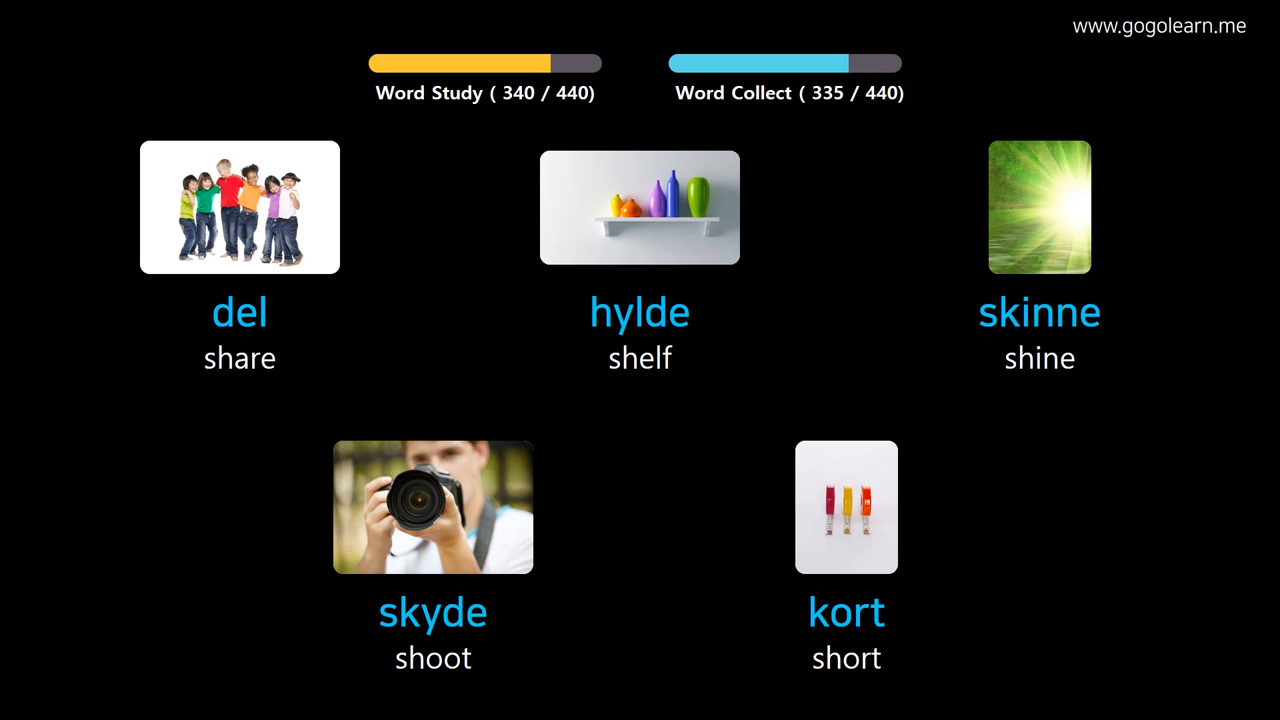 www.gogolearn.me
Word Study ( 340 / 440)
Word Collect ( 335 / 440)
del
share
hylde
shelf
skinne
shine
skyde
shoot
kort
short